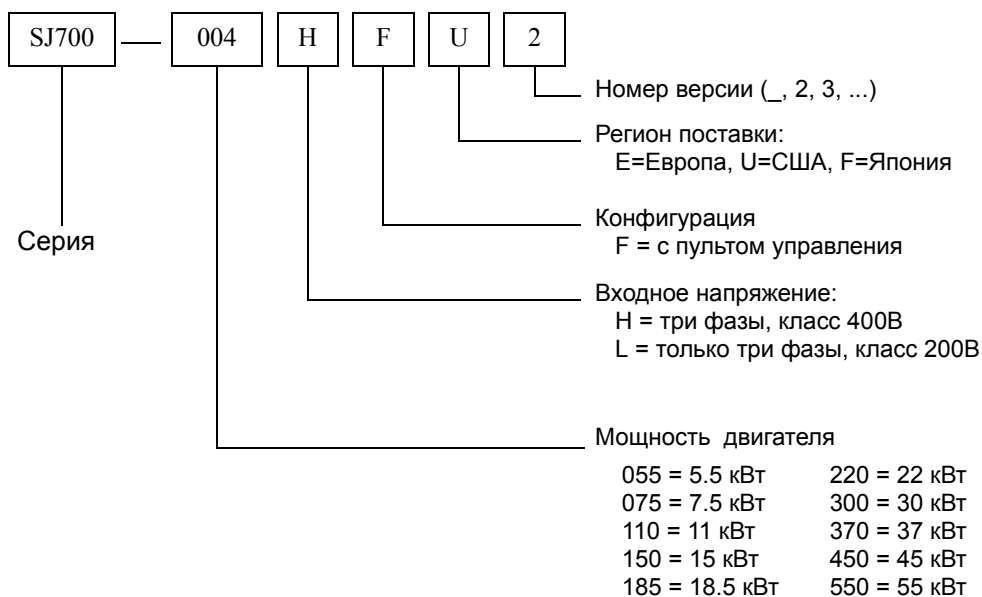 SJ700 — 004 H F U 2
Номер версии (_, 2, 3, ...)
Регион поставки:
E=Европа, U=США, F=Япония
Серия
Конфигурация
F = с пультом управления
Входное напряжение:
H = три фазы, класс 400В
L = только три фазы, класс 200В
Мощность двигателя
055 = 5.5 кВт 220 = 22 кВт
075 = 7.5 кВт 300 = 30 кВт
110 = 11 кВт 370 = 37 кВт
150 = 15 кВт 450 = 45 кВт
185 = 18.5 кВт 550 = 55 кВт